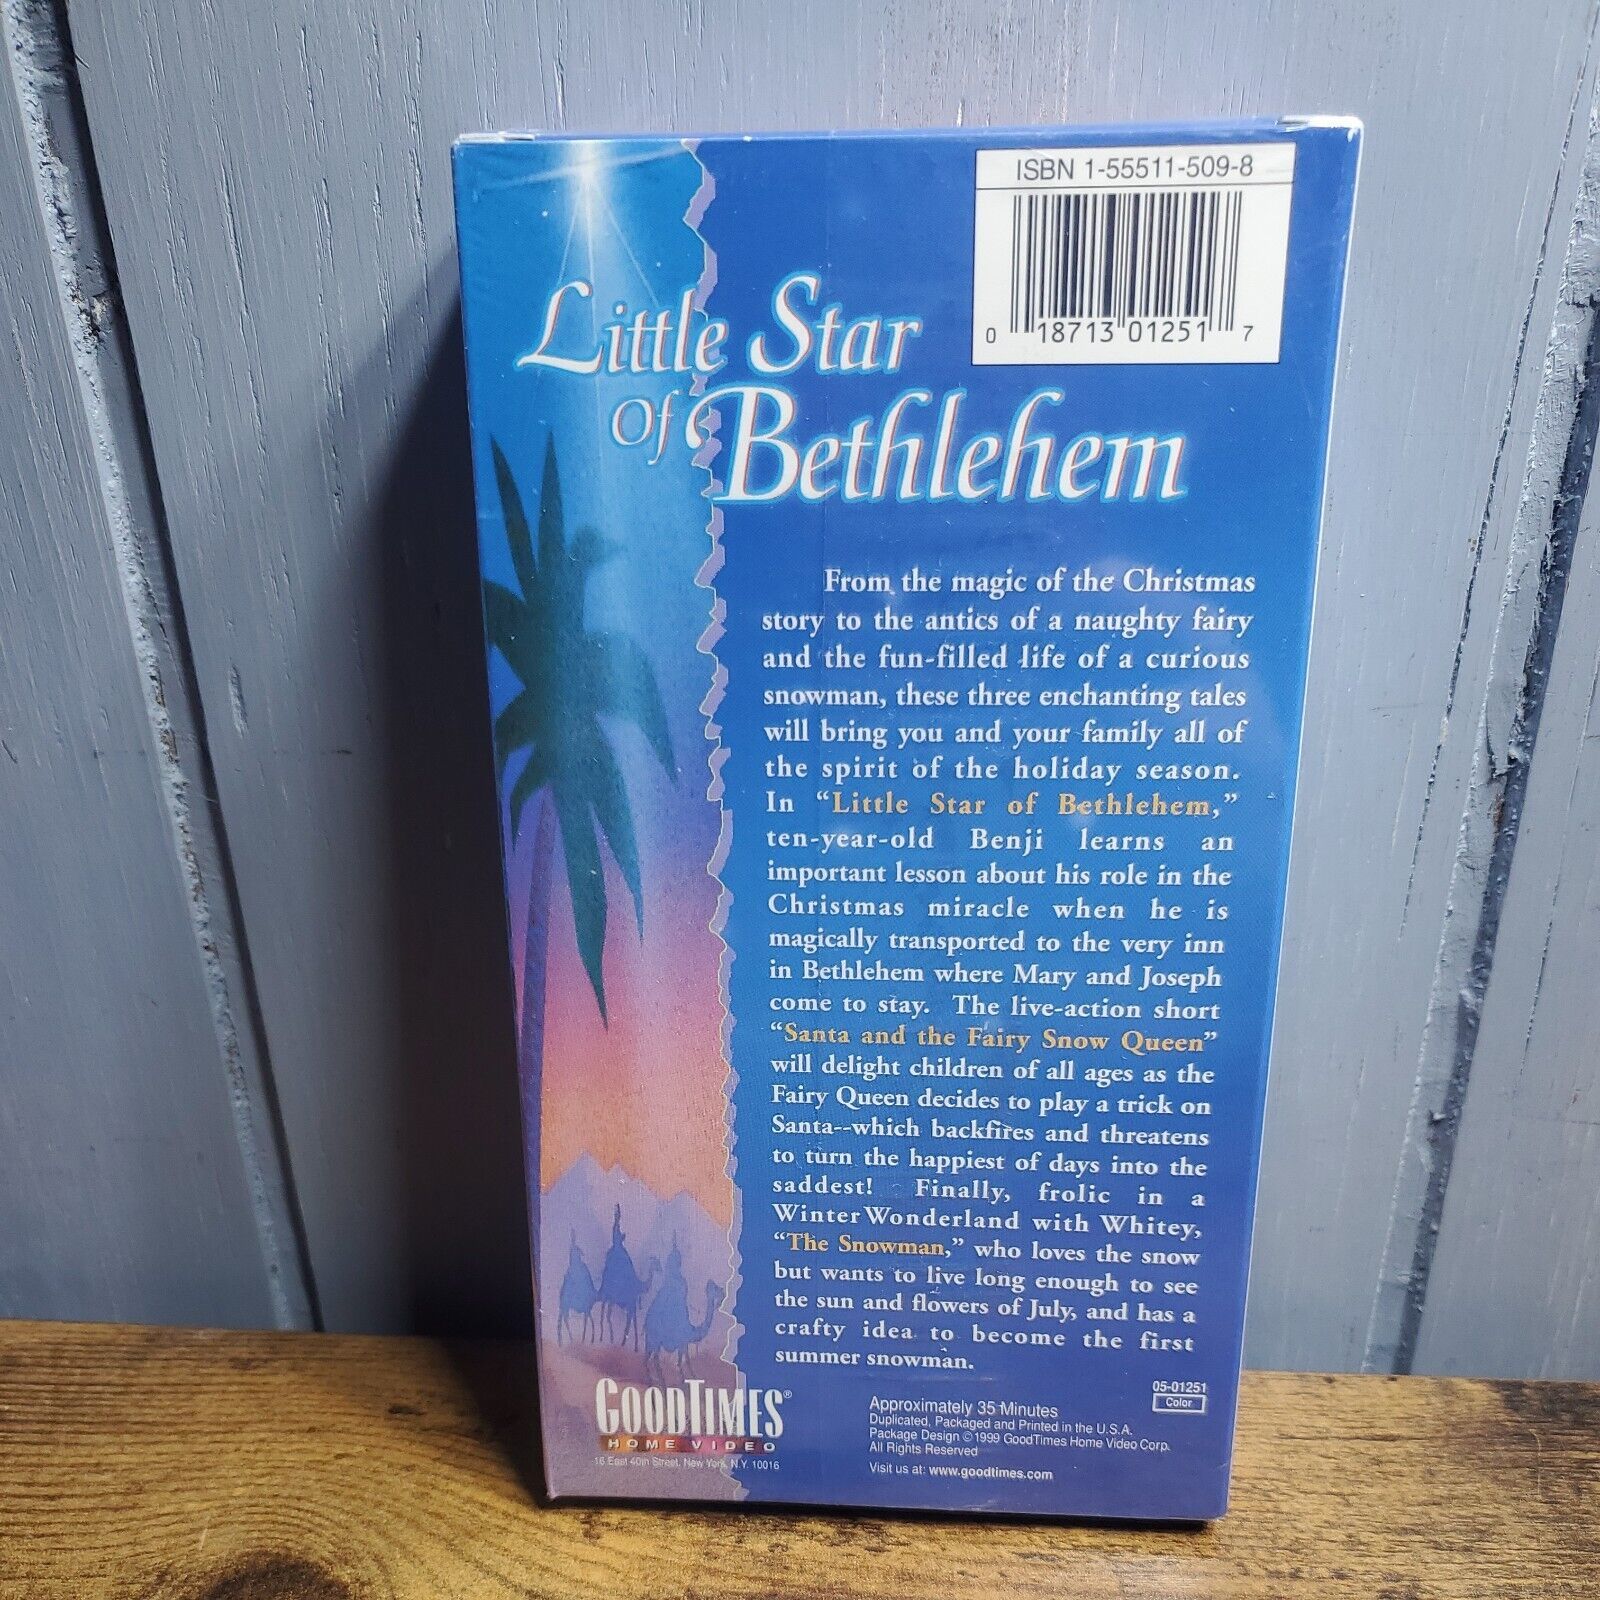 ISBN 1-55511-509-8
0 18713 01251 7
Little Star
Of Bethlehem
From the magic of the Christmas
story to the antics of a naughty fairy
and the fun-filled life of a curious
snowman, these three enchanting tales
will bring you and your family all of
the spirit of the holiday season.
In “Little Star of Bethlehem,”
ten-year-old Benji learns an
important lesson about his role in the
Christmas miracle when he is
magically transported to the very inn
in Bethlehem where Mary and Joseph
come to stay. The live-action short
“Santa and the Fairy Snow Queen”
will delight children of all ages as the
Fairy Queen decides to play a trick on
Santa--which backfires and threatens
to turn the happiest of days into the
saddest! Finally, frolic in a
Winter Wonderland with Whitey,
“The Snowman,” who loves the snow
but wants to live long enough to see
the sun and flowers of July, and has a
crafty idea to become the first
summer snowman.
GOODTIMES®
HOME VIDEO
16 East 40th Street, New York, N.Y. 10016
Approximately 35 Minutes
Duplicated, Packaged and Printed in the U.S.A.
Package Design © 1999 GoodTimes Home Video Corp.
All Rights Reserved
Visit us at: www.goodtimes.com
05-01251
Color